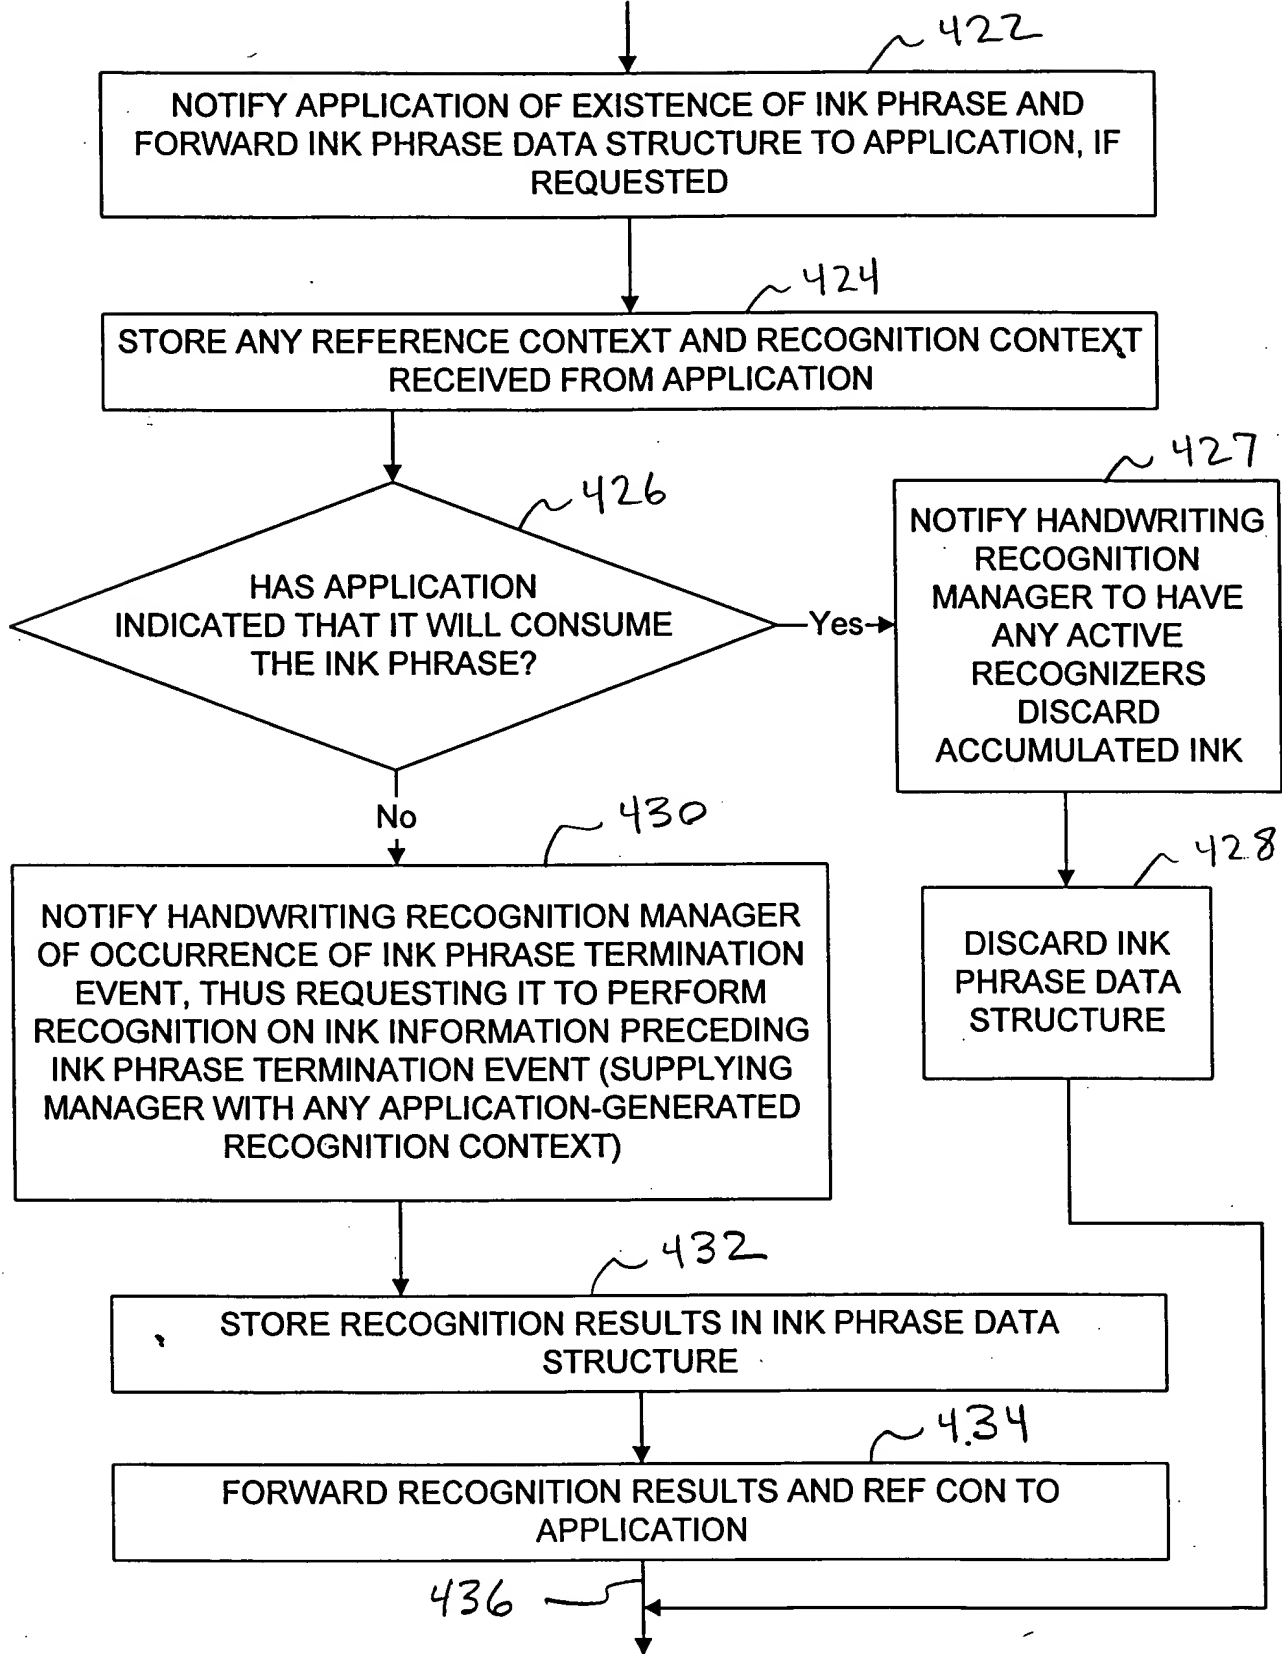 422
NOTIFY APPLICATION OF EXISTENCE OF INK PHRASE AND
FORWARD INK PHRASE DATA STRUCTURE TO APPLICATION, IF
REQUESTED
424
STORE ANY REFERENCE CONTEXT AND RECOGNITION CONTEXT
RECEIVED FROM APPLICATION
426
HAS APPLICATION
INDICATED THAT IT WILL CONSUME
THE INK PHRASE?
Yes
427
NOTIFY HANDWRITING
RECOGNITION
MANAGER TO HAVE
ANY ACTIVE
RECOGNIZERS
DISCARD
ACCUMULATED INK
No
428
DISCARD INK
PHRASE DATA
STRUCTURE
430
NOTIFY HANDWRITING RECOGNITION MANAGER
OF OCCURRENCE OF INK PHRASE TERMINATION
EVENT, THUS REQUESTING IT TO PERFORM
RECOGNITION ON INK INFORMATION PRECEDING
INK PHRASE TERMINATION EVENT (SUPPLYING
MANAGER WITH ANY APPLICATION-GENERATED
RECOGNITION CONTEXT)
432
STORE RECOGNITION RESULTS IN INK PHRASE DATA
STRUCTURE
434
FORWARD RECOGNITION RESULTS AND REF CON TO
APPLICATION
436